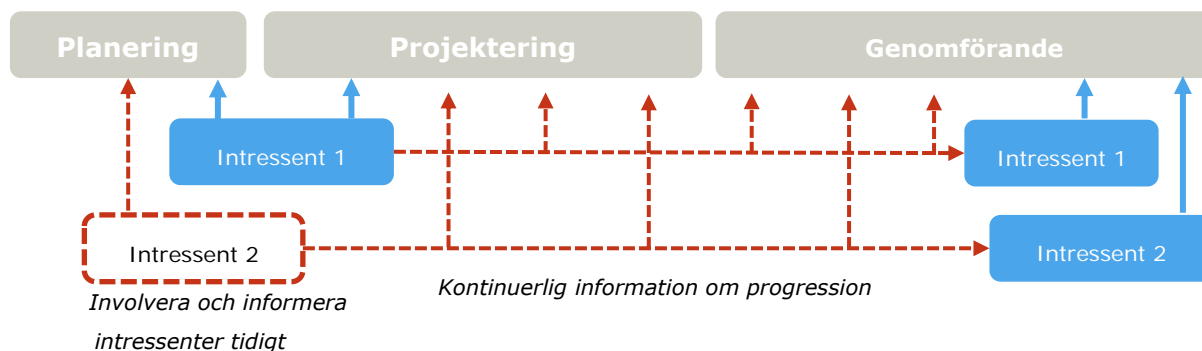 Planering
Projektering
Genomförande
Intressent 1
Intressent 1
Intressent 2
Intressent 2
Involvera och informera
intressenter tidigt
Kontinuerlig information om progression